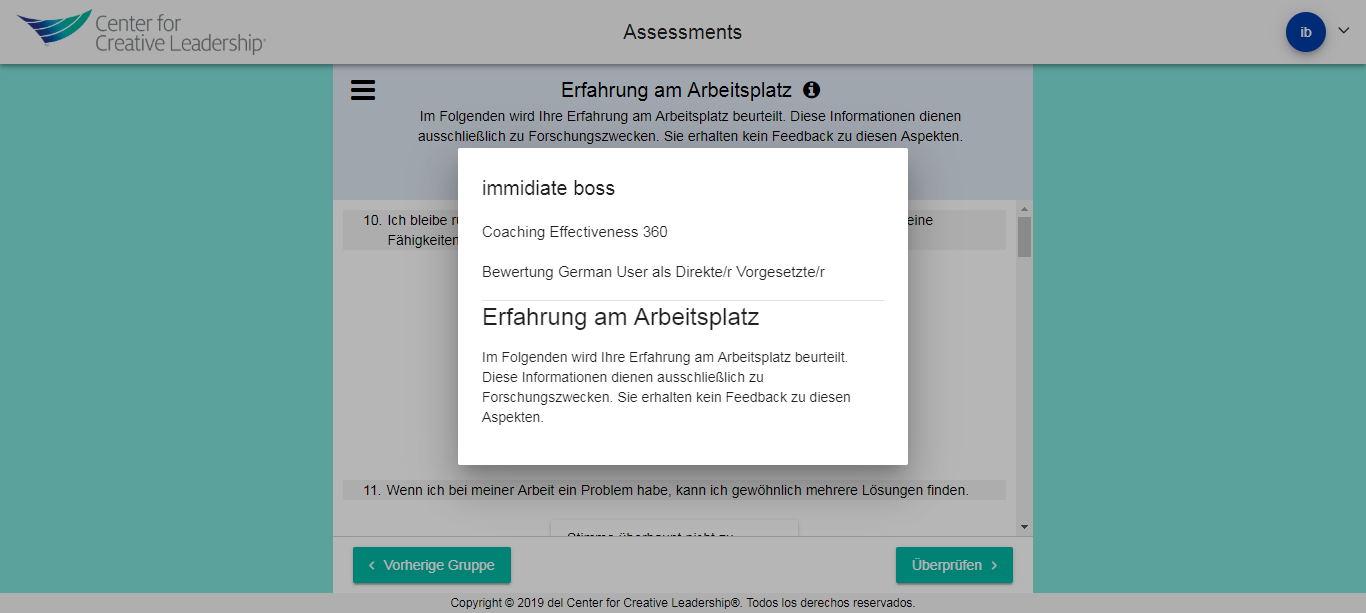 Center for
Creative Leadership®
Assessments
ib
Erfahrung am Arbeitsplatz
Im Folgenden wird Ihre Erfahrung am Arbeitsplatz beurteilt. Diese Informationen dienen
ausschließlich zu Forschungszwecken. Sie erhalten kein Feedback zu diesen Aspekten.
immidiate boss
Coaching Effectiveness 360
Bewertung German User als Direkte/r Vorgesetzte/r
Erfahrung am Arbeitsplatz
Im Folgenden wird Ihre Erfahrung am Arbeitsplatz beurteilt.
Diese Informationen dienen ausschließlich zu
Forschungszwecken. Sie erhalten kein Feedback zu diesen
Aspekten.
10. Ich bleibe eine
Fähigkeiten
11. Wenn ich bei meiner Arbeit ein Problem habe, kann ich gewöhnlich mehrere Lösungen finden.
Stimme überhaupt nicht zu
Vorherige Gruppe
Überprüfen
Copyright © 2019 del Center for Creative Leadership®. Todos los derechos reservados.